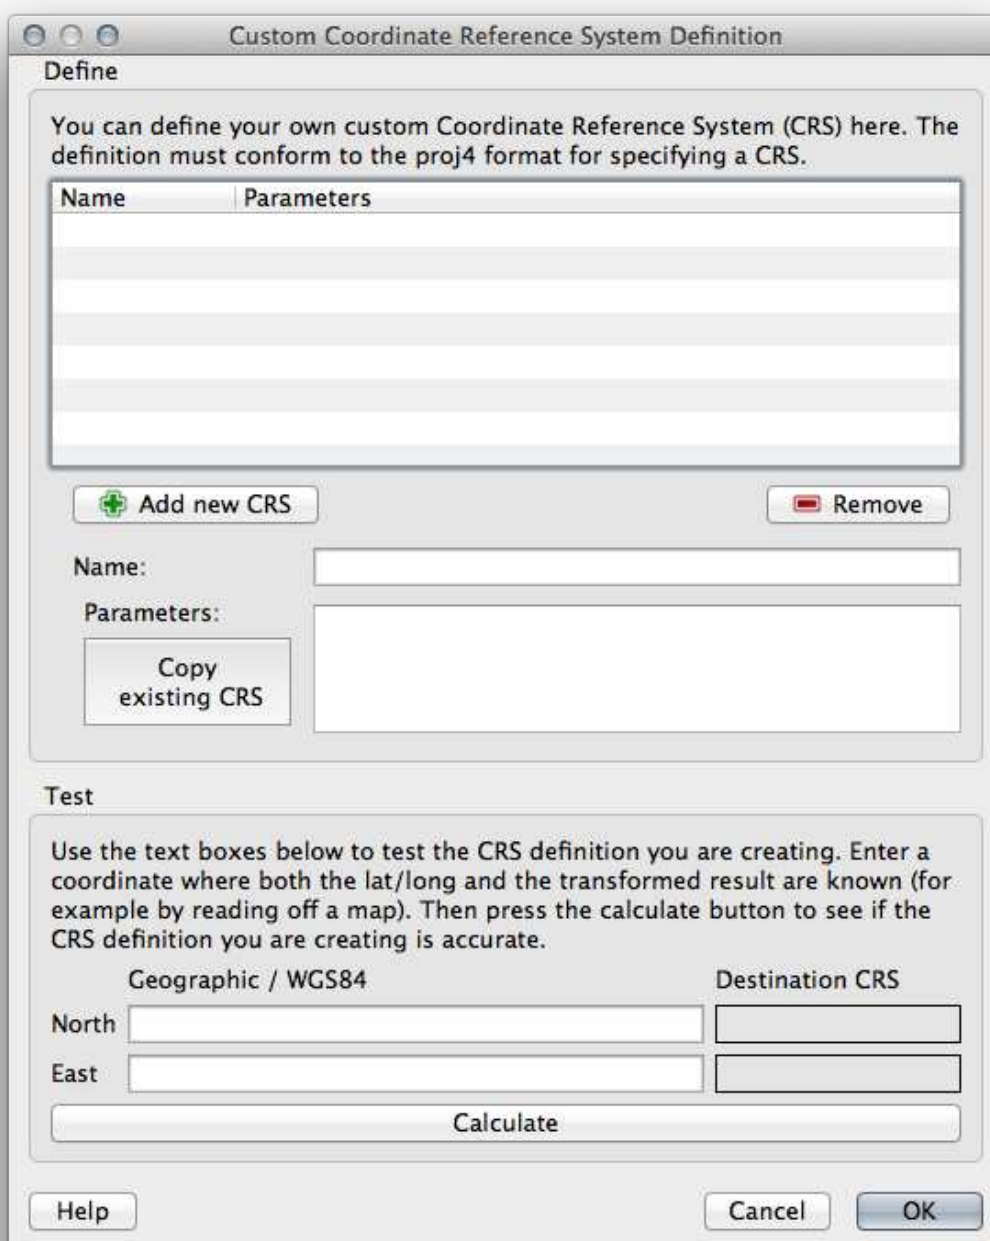 Custom Coordinate Reference System Definition
Define
You can define your own custom Coordinate Reference System (CRS) here. The
definition must conform to the proj4 format for specifying a CRS.
Name Parameters
Add new CRS Remove
Name:
Parameters:
Copy
existing CRS
Test
Use the text boxes below to test the CRS definition you are creating. Enter a
coordinate where both the lat/long and the transformed result are known (for
example by reading off a map). Then press the calculate button to see if the
CRS definition you are creating is accurate.
Geographic / WGS84 Destination CRS
North
East
Calculate
Help Cancel OK